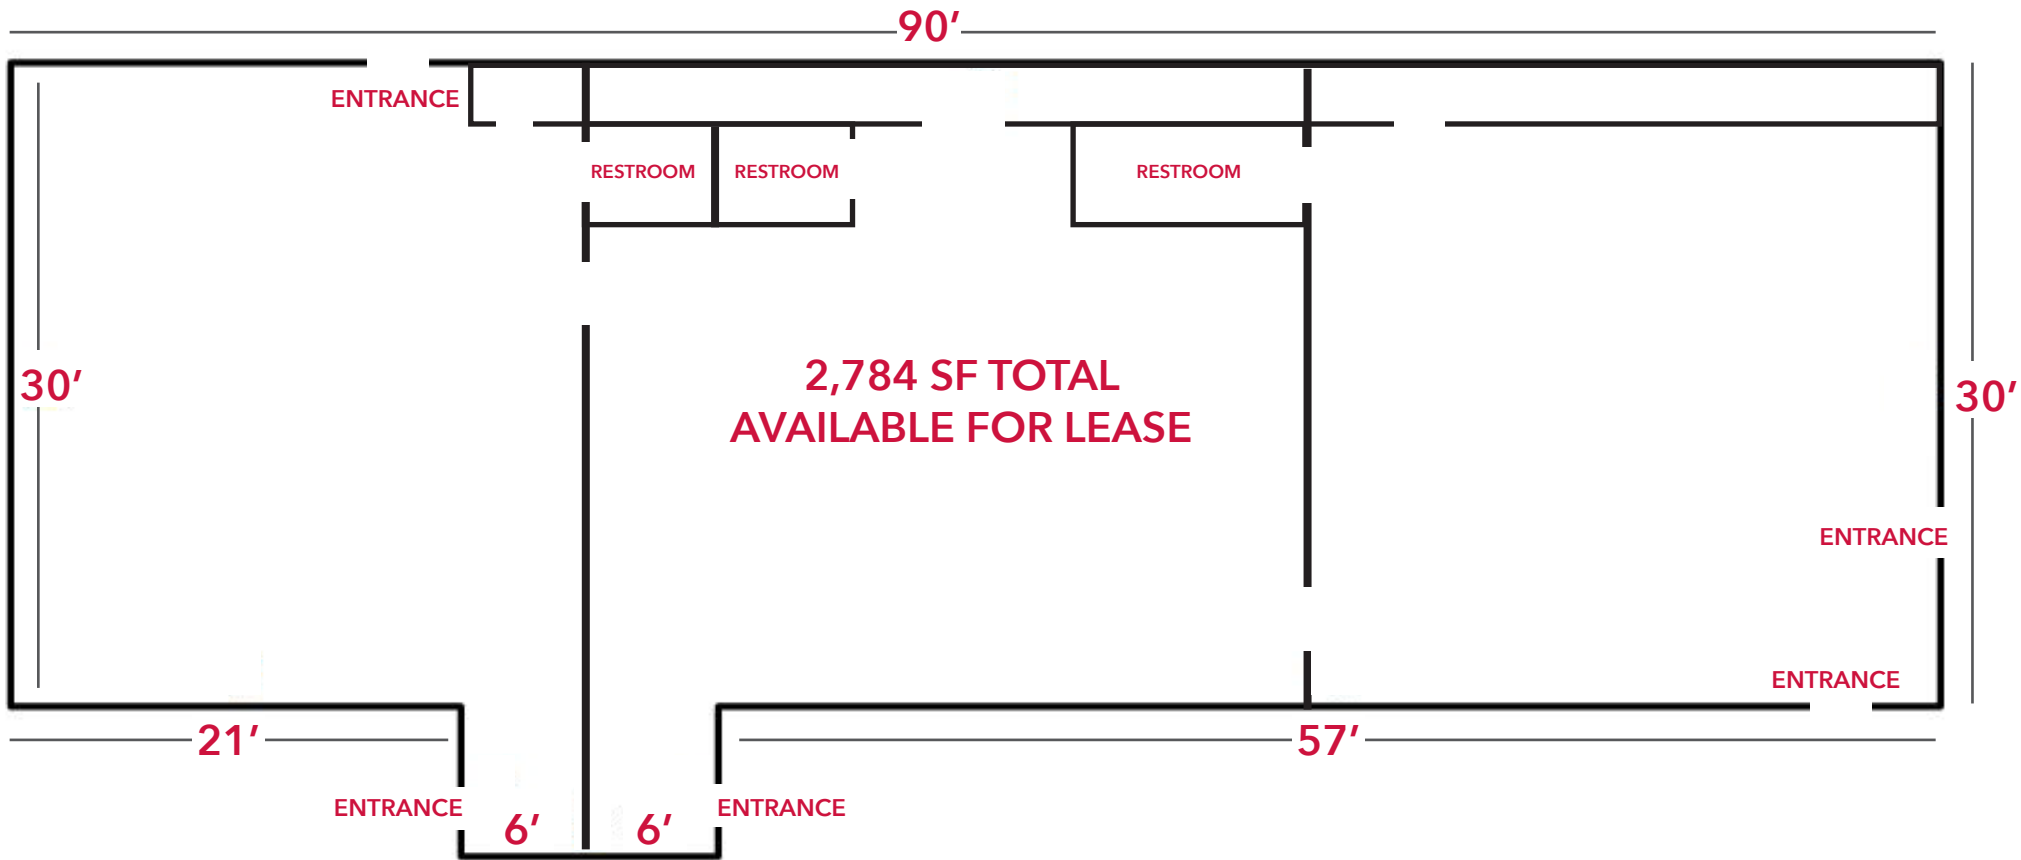 90′
ENTRANCE
RESTROOM
RESTROOM
RESTROOM
30′
2,784 SF TOTAL
AVAILABLE FOR LEASE
30′
ENTRANCE
ENTRANCE
21′
57′
ENTRANCE
6′
6′
ENTRANCE